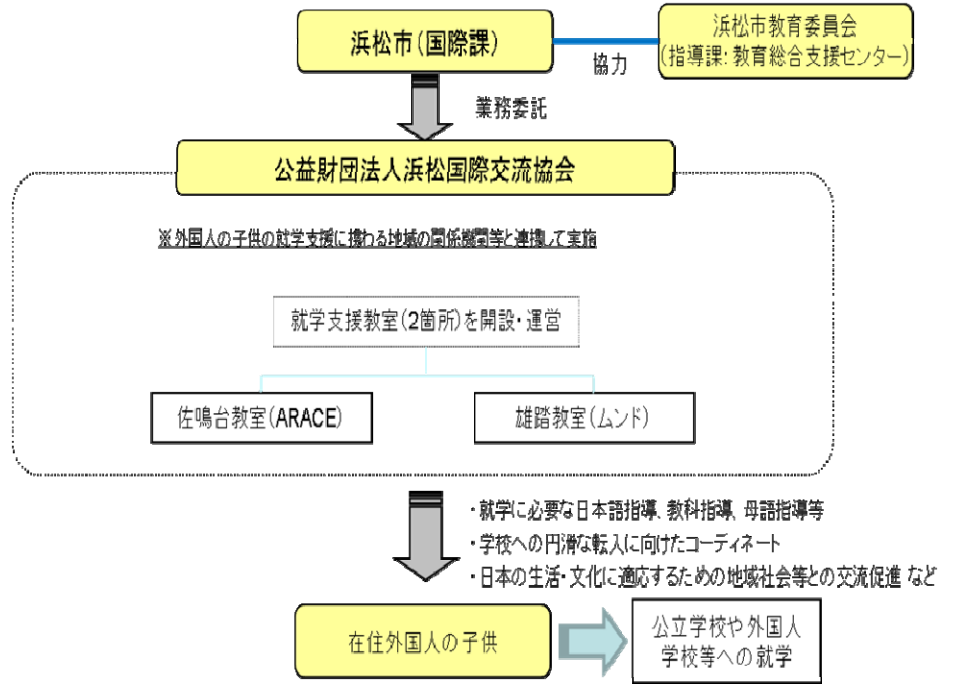 浜松市(国際課)
浜松市教育委員会
(指導課:教育総合支援センター)
協力
業務委託
公益財団法人浜松国際交流協会
※外国人の子供の就学支援に携わる地域の関係機関等と連携して実施
就学支援教室(2箇所)を開設・運営
佐鳴台教室(ARACE)
雄踏教室(ムンド)
・就学に必要な日本語指導、教科指導、母語指導等
・学校への円滑な転入に向けたコーディネート
・日本の生活・文化に適応するための地域社会等との交流促進 など
在住外国人の子供
公立学校や外国人
学校等への就学